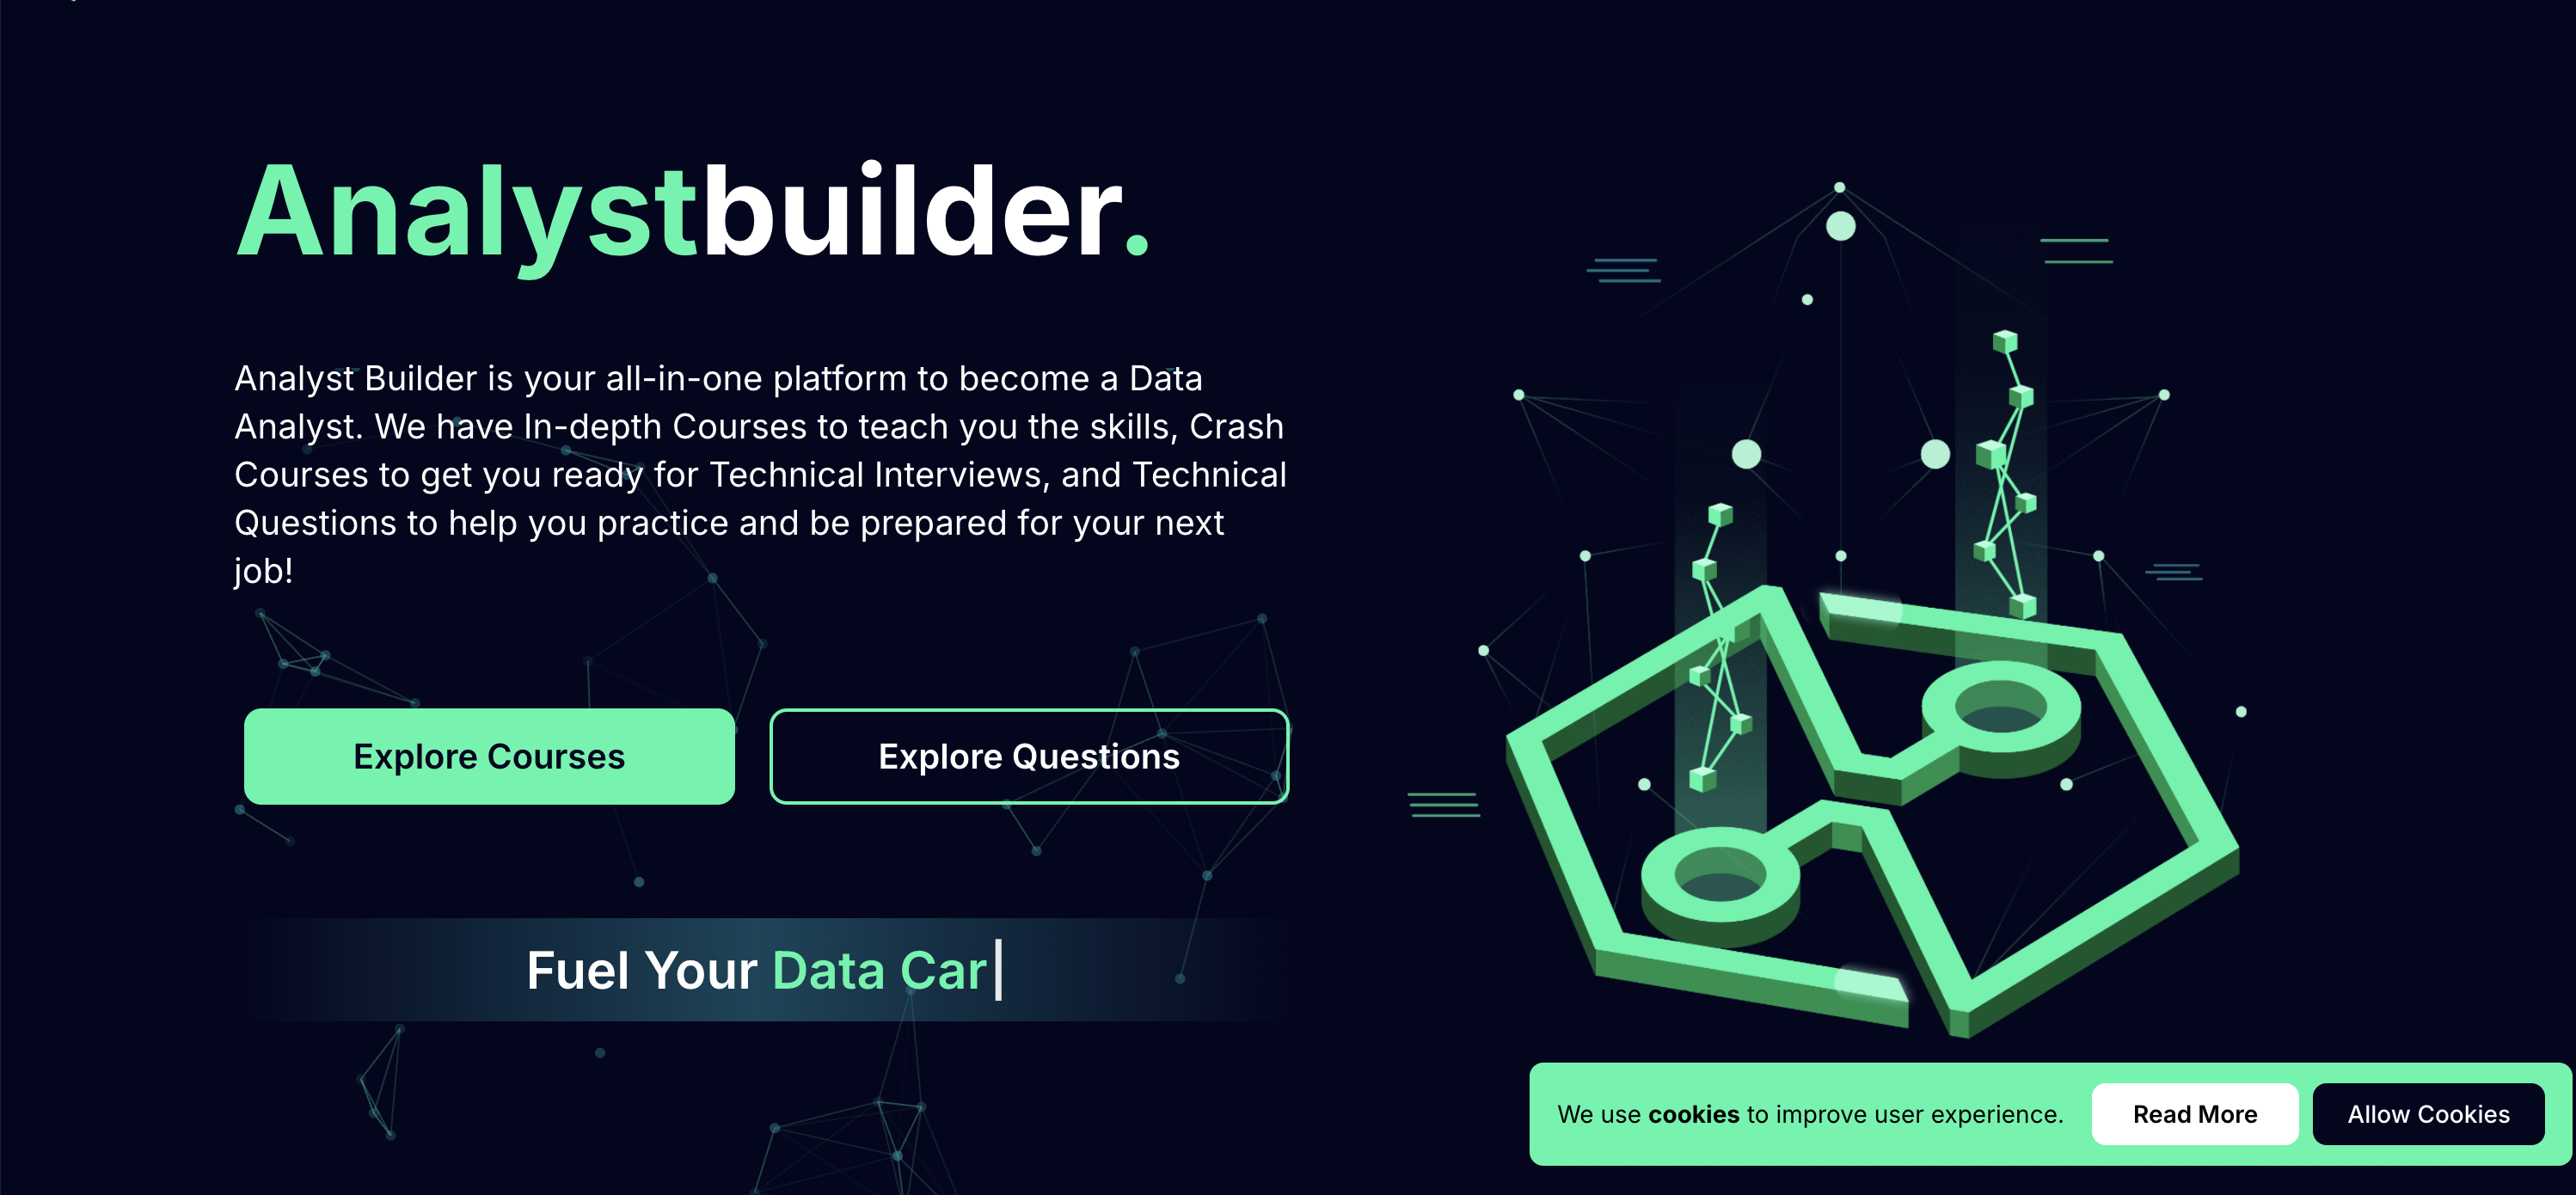 Analystbuilder.
Analyst Builder is your all-in-one platform to become a Data
Analyst. We have In-depth Courses to teach you the skills, Crash
Courses to get you ready for Technical Interviews, and Technical
Questions to help you practice and be prepared for your next
job!
Explore Courses
Explore Questions
Fuel Your Data Car
We use cookies to improve user experience.
Read More
Allow Cookies